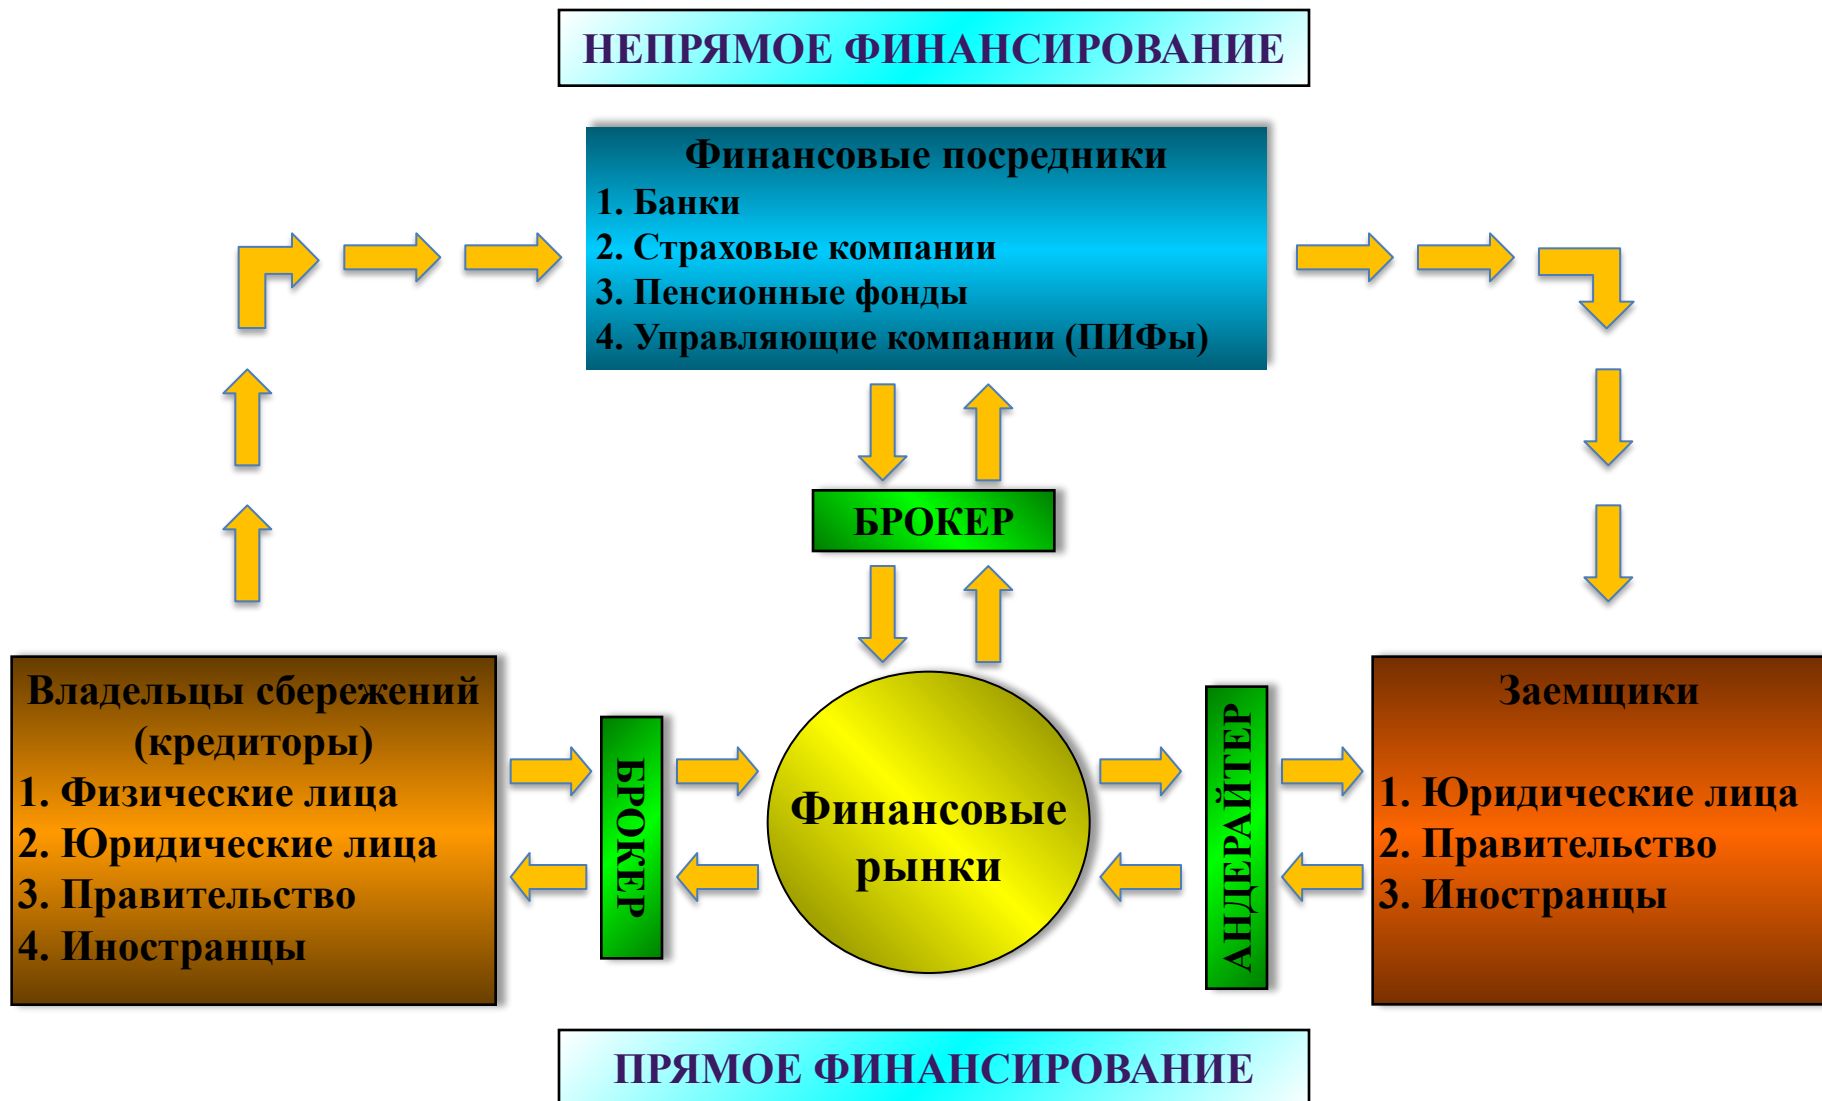 НЕПРЯМОЕ ФИНАНСИРОВАНИЕ
Финансовые посредники
1. Банки
2. Страховые компании
3. Пенсионные фонды
4. Управляющие компании (ПИФы)
БРОКЕР
Владельцы сбережений
(кредиторы)
1. Физические лица
2. Юридические лица
3. Правительство
4. Иностранцы
БРОКЕР
Финансовые
рынки
АНДЕРАЙТЕР
Заемщики
1. Юридические лица
2. Правительство
3. Иностранцы
ПРЯМОЕ ФИНАНСИРОВАНИЕ